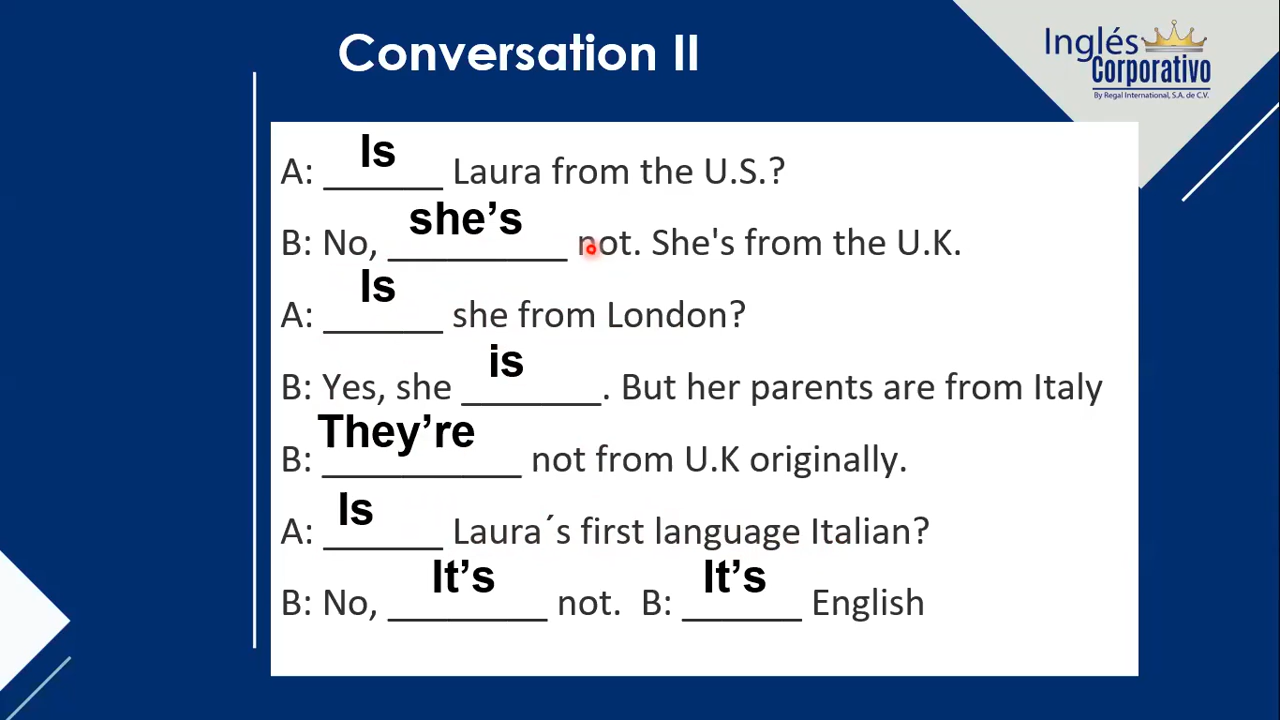 Conversation II
Inglés
Corporativo
By Regal International, S.A. de C.V.
A: Is Laura from the U.S.?
B: No, she’s not. She's from the U.K.
A: Is she from London?
B: Yes, she is. But her parents are from Italy
B: They’re not from U.K originally.
A: Is Laura´s first language Italian?
B: No, It’s not. B: It’s English